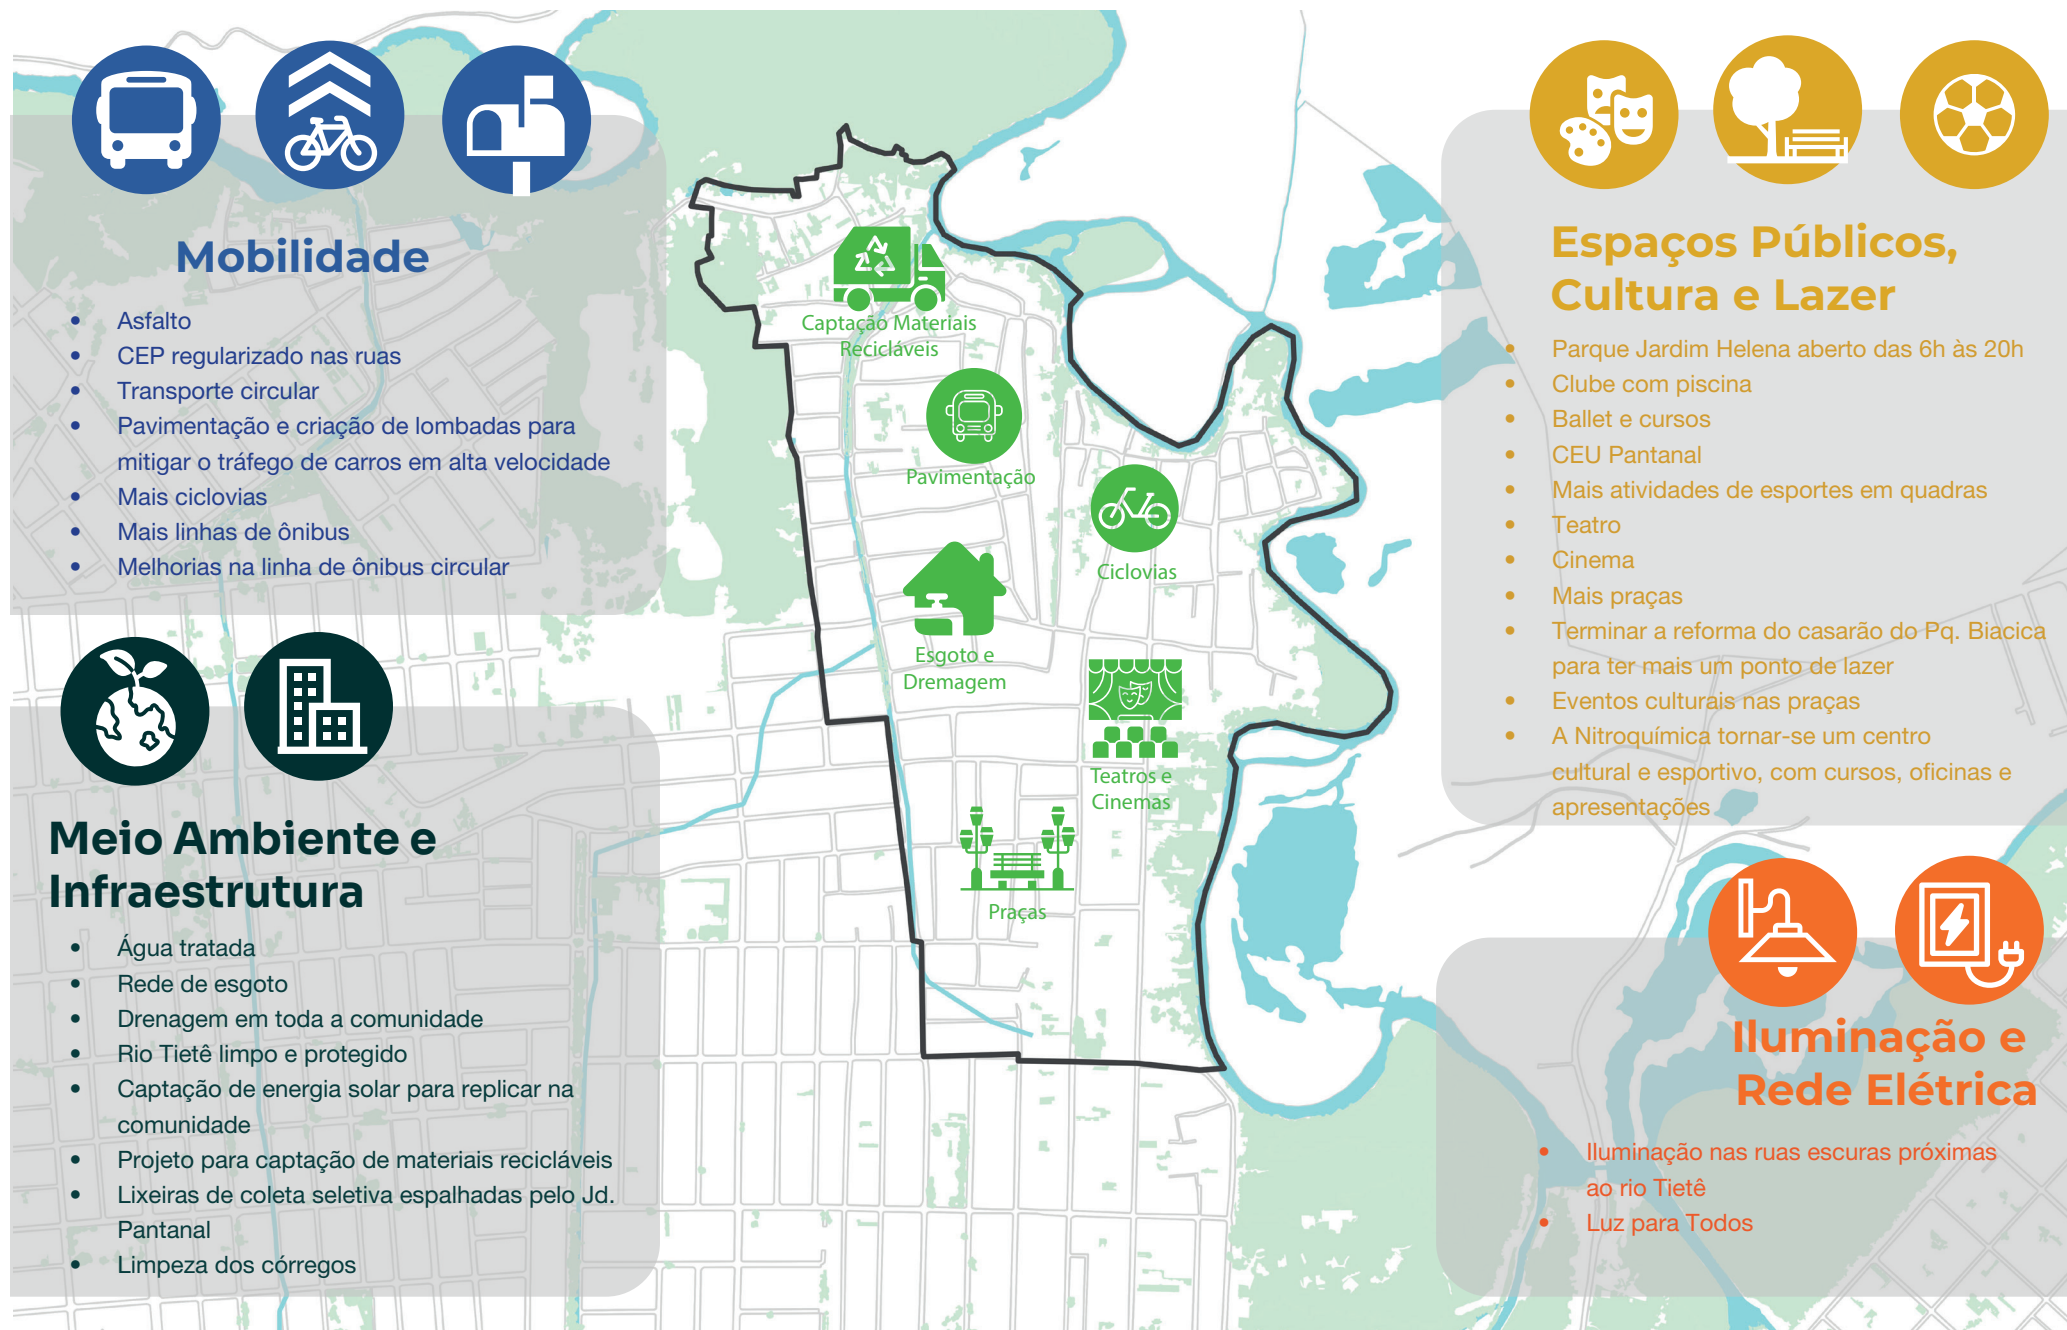 Mobilidade
• Asfalto
• CEP regularizado nas ruas
• Transporte circular
• Pavimentação e criação de lombadas para
mitigar o tráfego de carros em alta velocidade
• Mais ciclovias
• Mais linhas de ônibus
• Melhorias na linha de ônibus circular
Meio Ambiente e
Infraestrutura
• Água tratada
• Rede de esgoto
• Drenagem em toda a comunidade
• Rio Tietê limpo e protegido
• Captação de energia solar para replicar na
comunidade
• Projeto para captação de materiais recicláveis
• Lixeiras de coleta seletiva espalhadas pelo Jd.
Pantanal
• Limpeza dos córregos
Captação Materiais
Recicláveis
Pavimentação
Ciclovias
Esgoto e
Dremagem
Teatros e
Cinemas
Praças
Espaços Públicos,
Cultura e Lazer
• Parque Jardim Helena aberto das 6h às 20h
• Clube com piscina
• Ballet e cursos
• CEU Pantanal
• Mais atividades de esportes em quadras
• Teatro
• Cinema
• Mais praças
• Terminar a reforma do casarão do Pq. Biacica
para ter mais um ponto de lazer
• Eventos culturais nas praças
• A Nitroquímica tornar-se um centro
cultural e esportivo, com cursos, oficinas e
apresentações
Iluminação e
Rede Elétrica
• Iluminação nas ruas escuras próximas
ao rio Tietê
• Luz para Todos